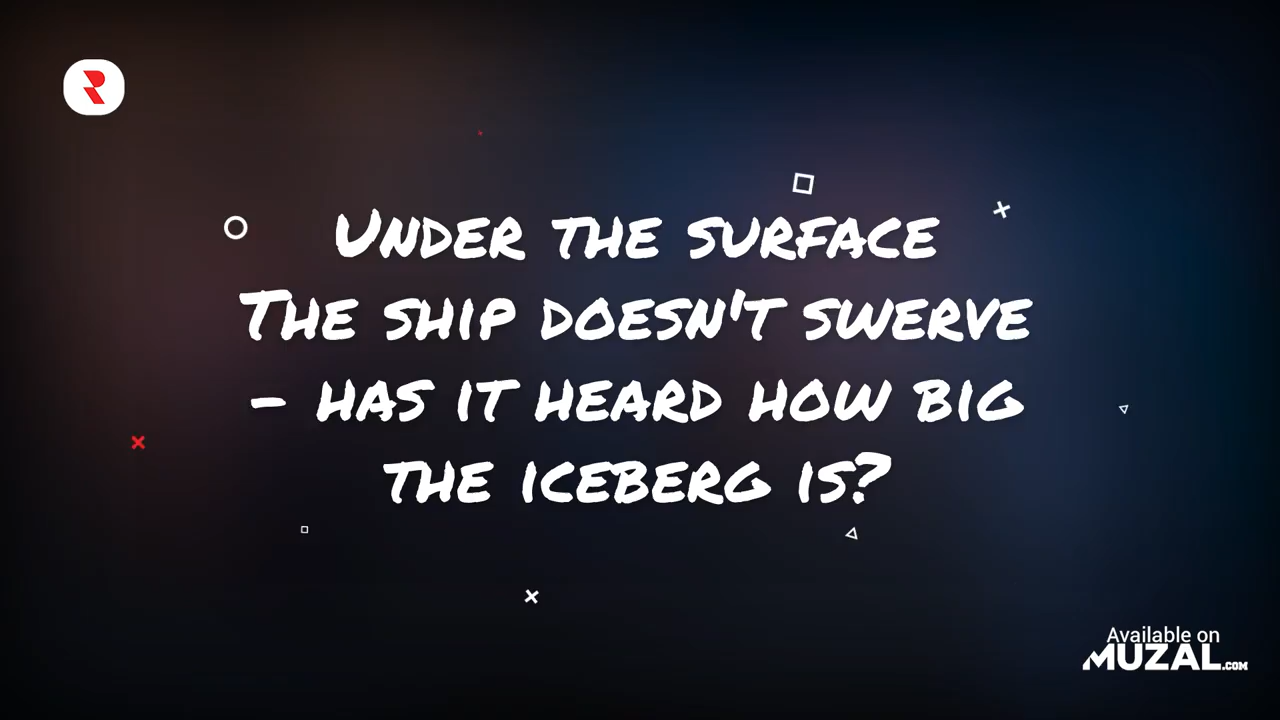 R
Under the surface
The ship doesn't swerve
- has it heard how big
the iceberg is?
Available on
MUZAL.COM